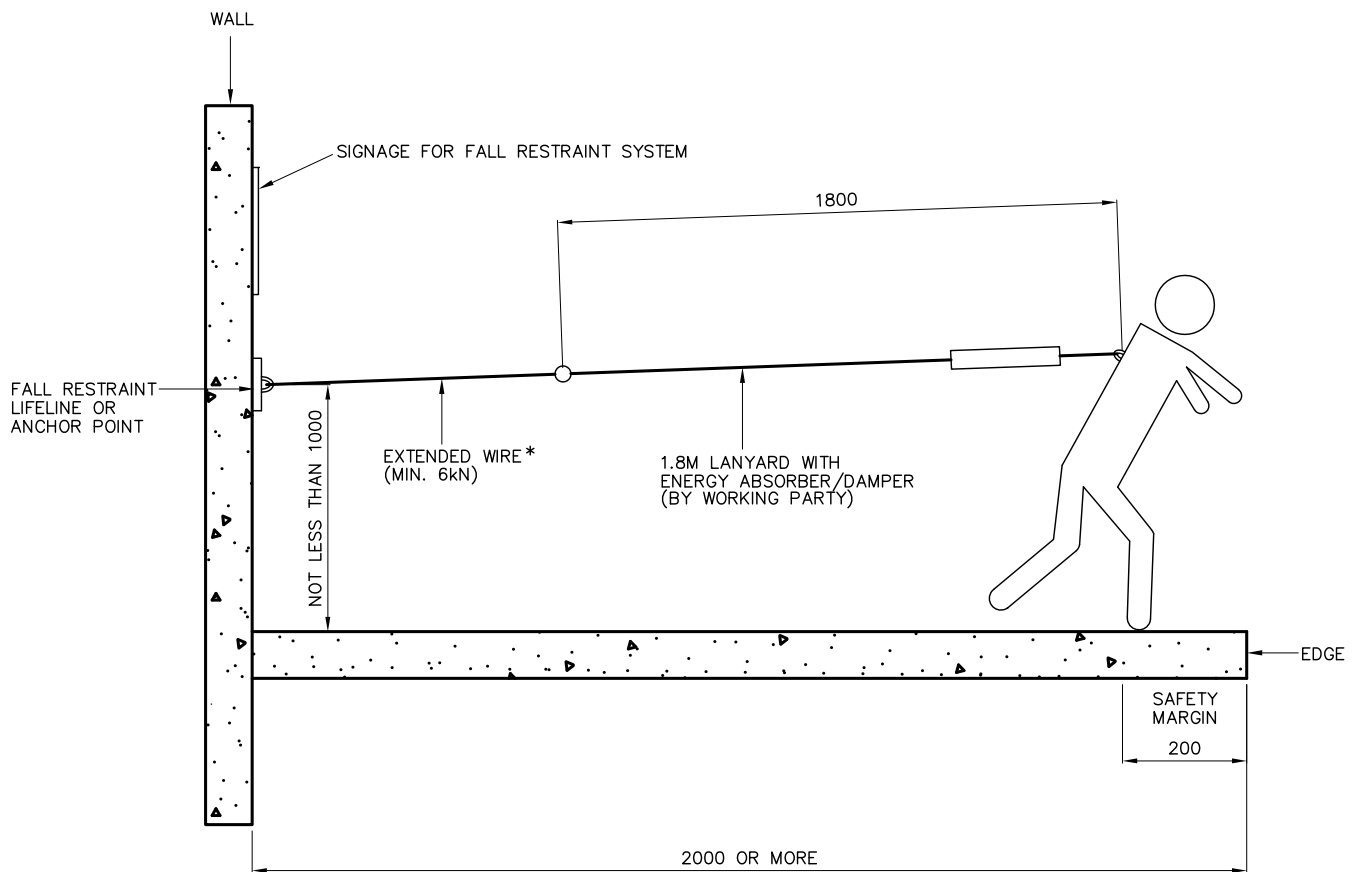 WALL
SIGNAGE FOR FALL RESTRAINT SYSTEM
1800
FALL RESTRAINT
LIFELINE OR
ANCHOR POINT
NOT LESS THAN 1000
EXTENDED WIRE*
(MIN. 6kN)
1.8M LANYARD WITH
ENERGY ABSORBER/DAMPER
(BY WORKING PARTY)
EDGE
SAFETY
MARGIN
200
2000 OR MORE